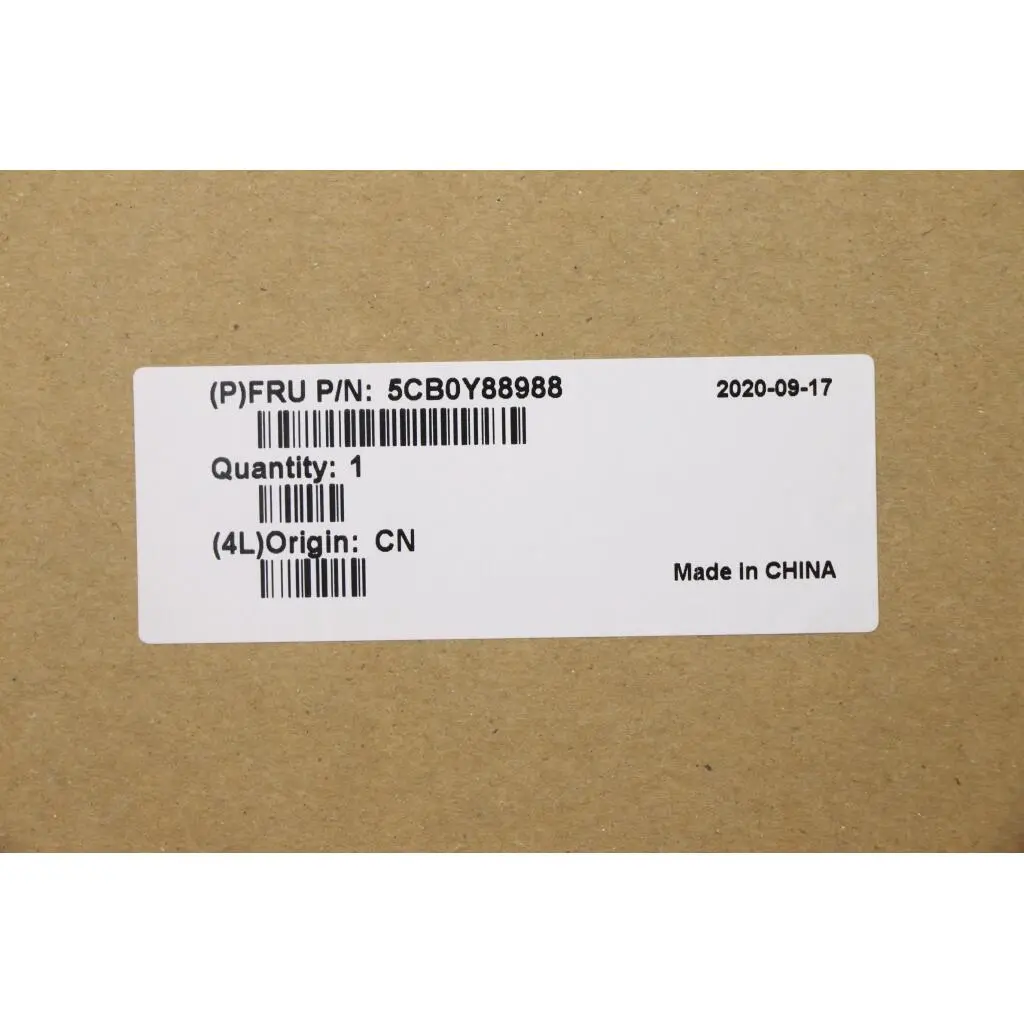 (P)FRU P/N: 5CB0Y88988 2020-09-17
Quantity: 1
(4L)Origin: CN
Made in CHINA